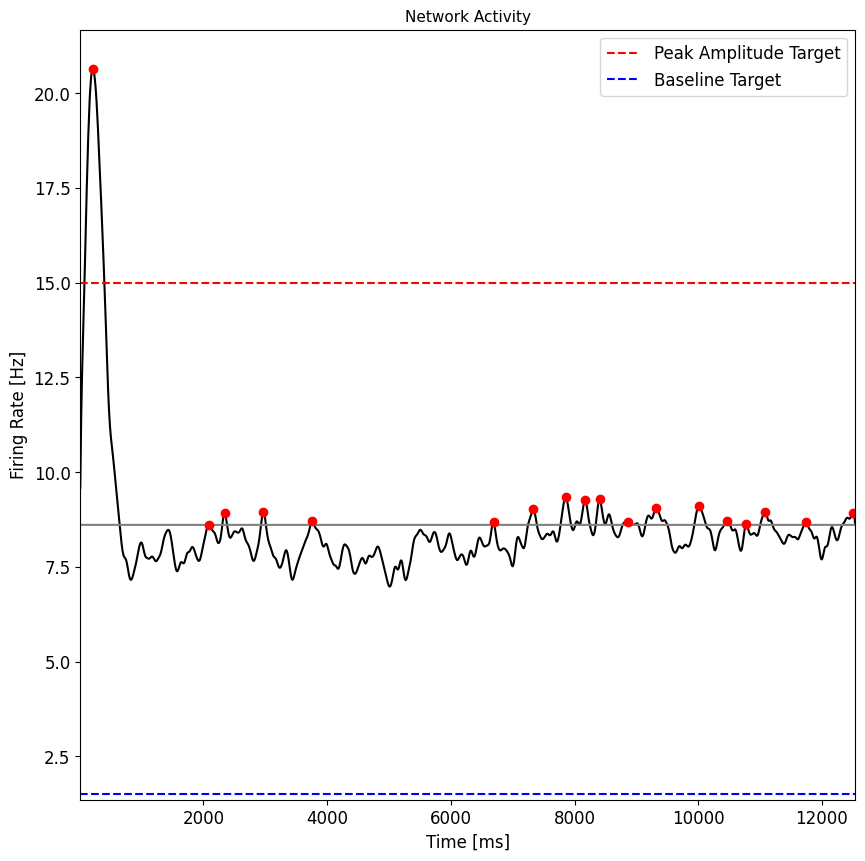 Network Activity
Peak Amplitude Target
Baseline Target
Firing Rate [Hz]
20.0
17.5
15.0
12.5
10.0
7.5
5.0
2.5
2000 4000 6000 8000 10000 12000
Time [ms]